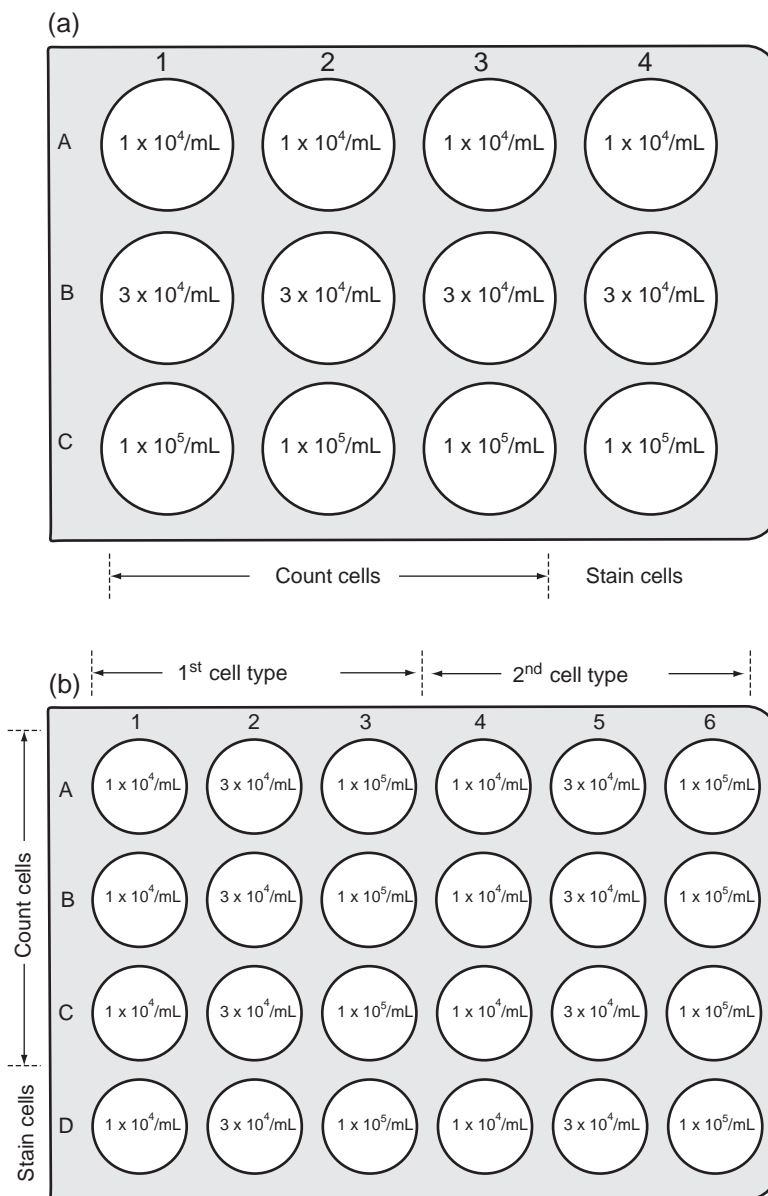 (a)
1 2 3 4
A 1 x 10⁴/mL 1 x 10⁴/mL 1 x 10⁴/mL 1 x 10⁴/mL
B 3 x 10⁴/mL 3 x 10⁴/mL 3 x 10⁴/mL 3 x 10⁴/mL
C 1 x 10⁵/mL 1 x 10⁵/mL 1 x 10⁵/mL 1 x 10⁵/mL
Count cells Stain cells
1ˢᵗ cell type 2ⁿᵈ cell type
(b)
1 2 3 4 5 6
A 1 x 10⁴/mL 3 x 10⁴/mL 1 x 10⁵/mL 1 x 10⁴/mL 3 x 10⁴/mL 1 x 10⁵/mL
B 1 x 10⁴/mL 3 x 10⁴/mL 1 x 10⁵/mL 1 x 10⁴/mL 3 x 10⁴/mL 1 x 10⁵/mL
C 1 x 10⁴/mL 3 x 10⁴/mL 1 x 10⁵/mL 1 x 10⁴/mL 3 x 10⁴/mL 1 x 10⁵/mL
D 1 x 10⁴/mL 3 x 10⁴/mL 1 x 10⁵/mL 1 x 10⁴/mL 3 x 10⁴/mL 1 x 10⁵/mL
Count cells
Stain cells